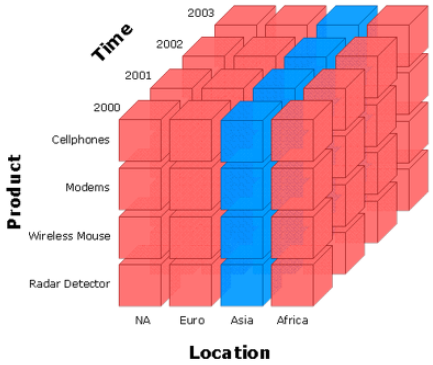 2003
Time
2002
2001
2000
Cellphones
Modems
Product
Wireless Mouse
Radar Detector
NA Euro Asia Africa
Location